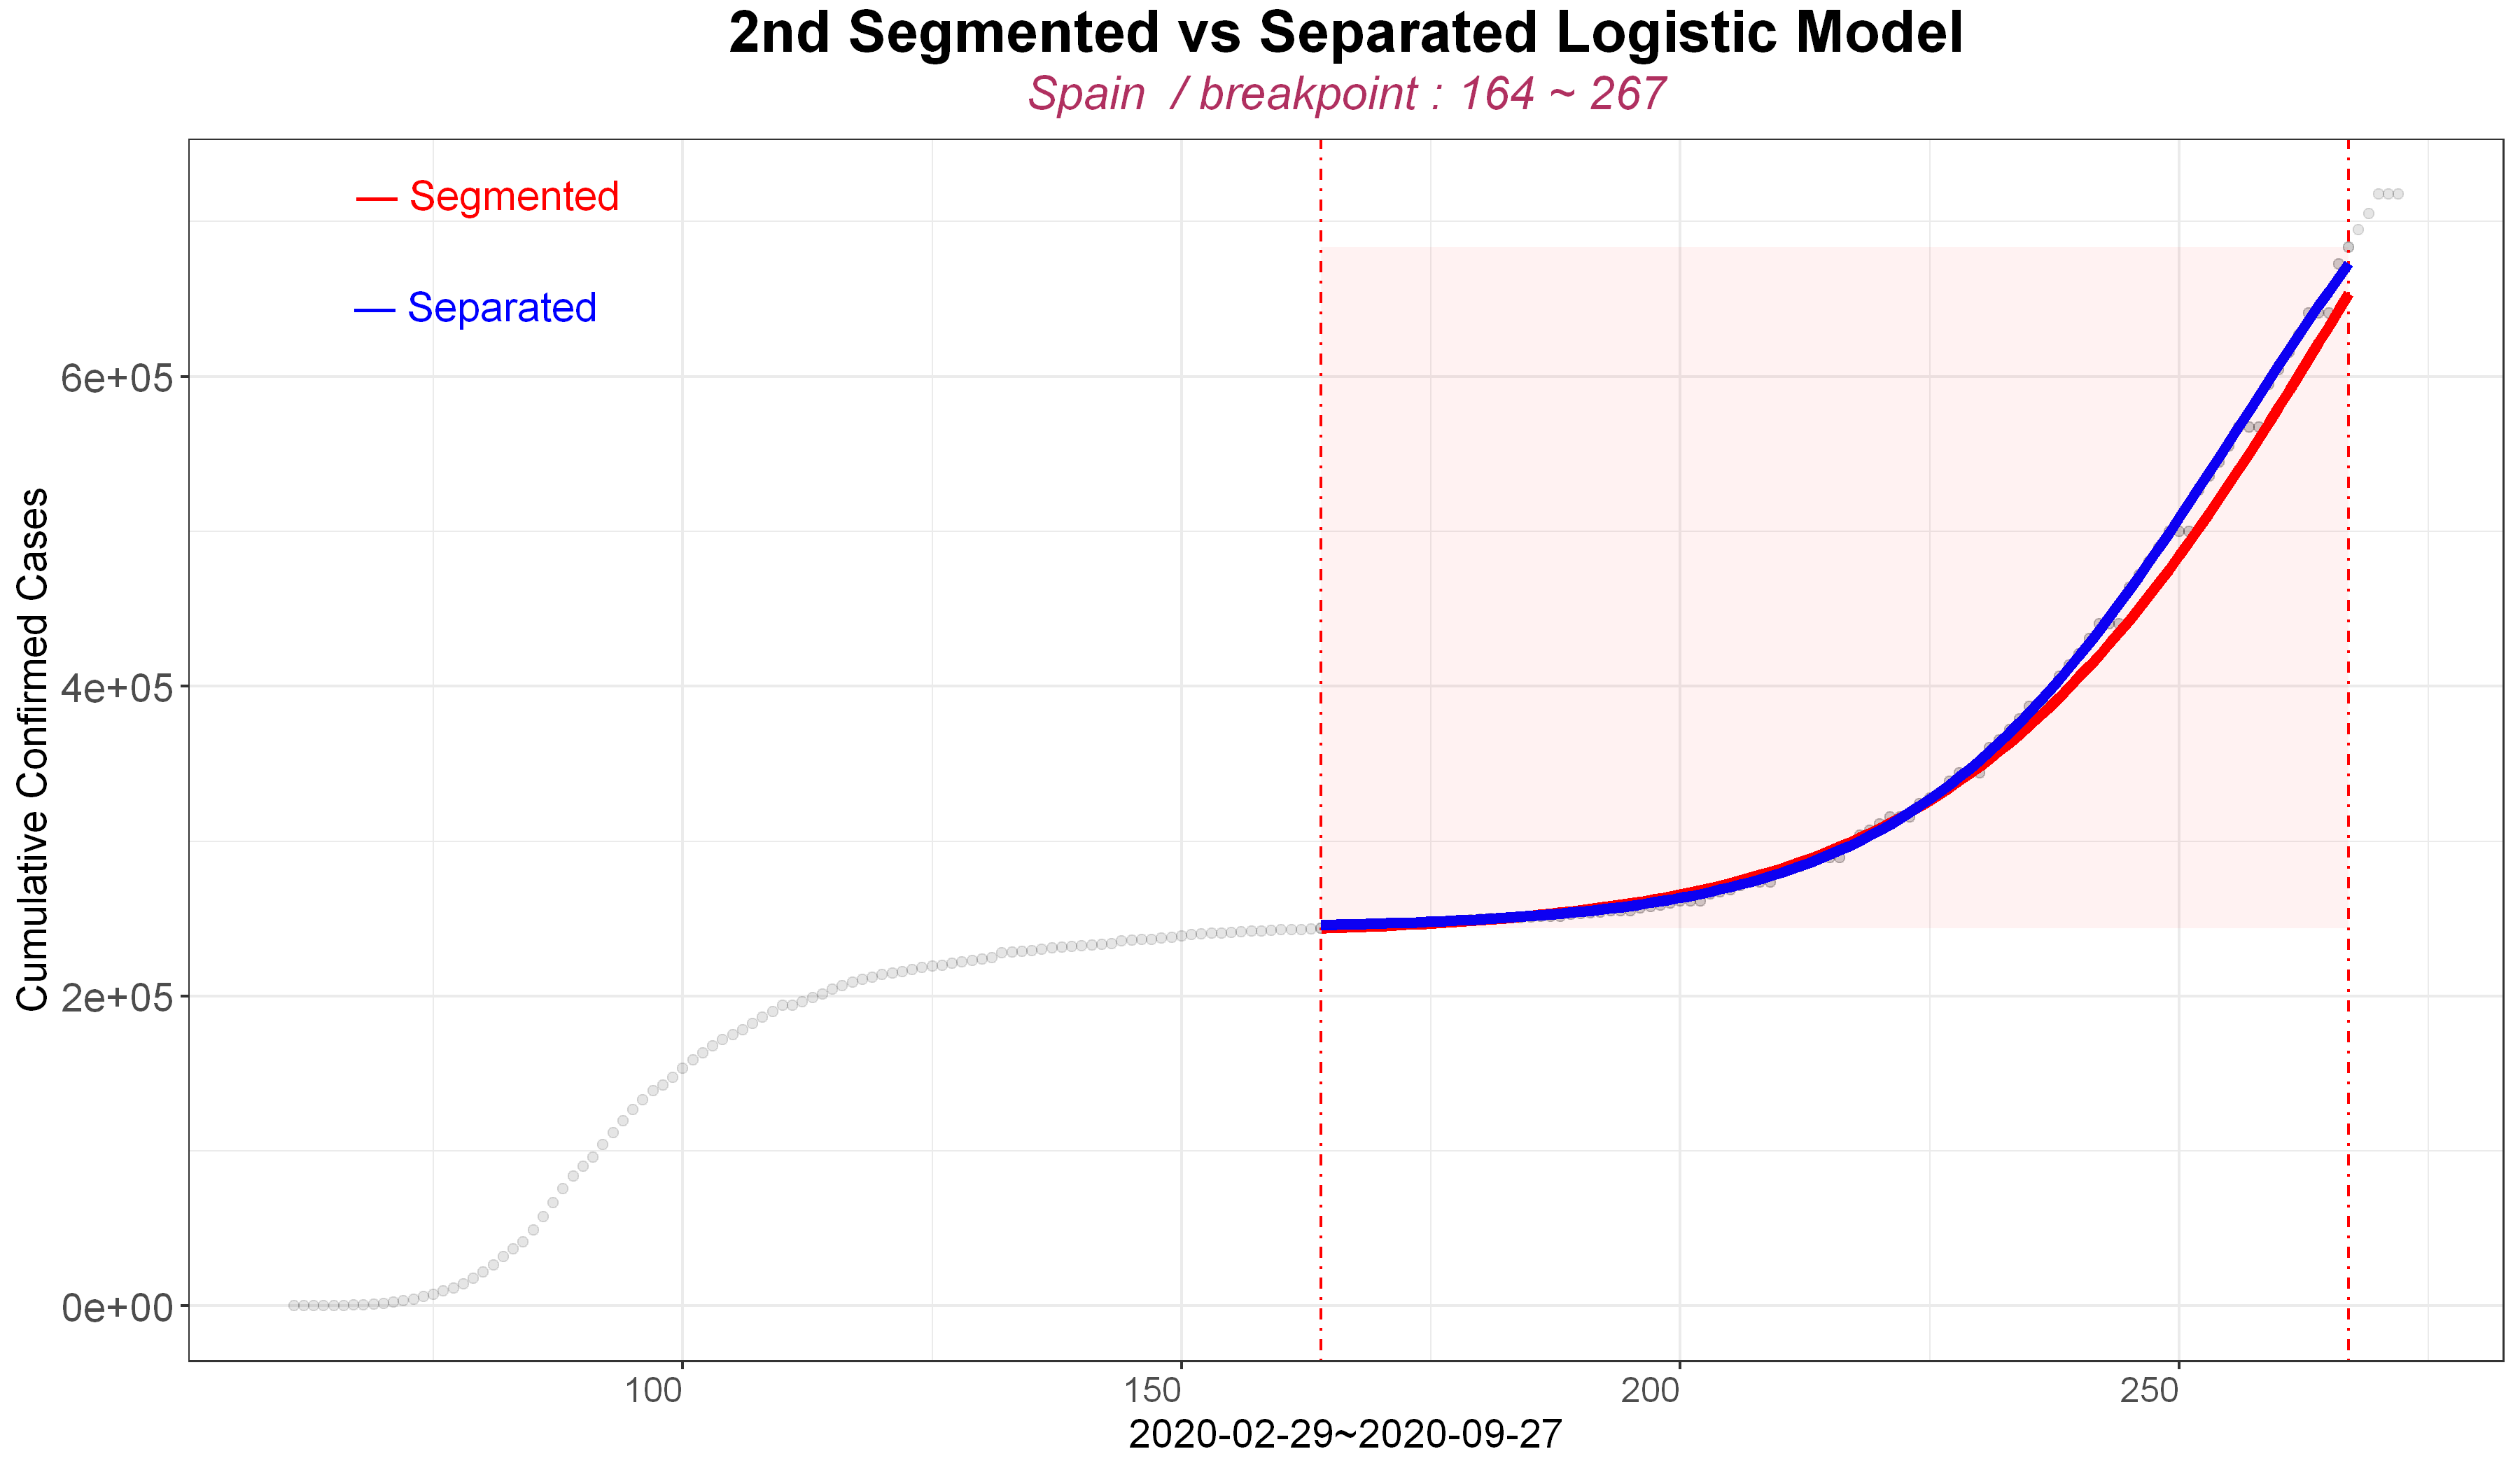 2nd Segmented vs Separated Logistic Model
Spain / breakpoint : 164 ~ 267
Segmented
Separated
Cumulative Confirmed Cases
6e+05
4e+05
2e+05
0e+00
100 150 200 250
2020-02-29~2020-09-27